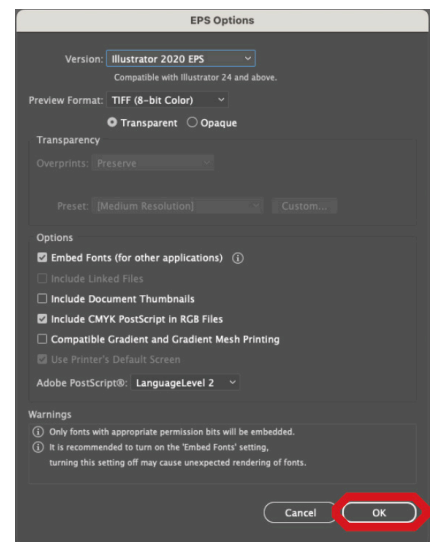 EPS Options
Version: Illustrator 2020 EPS
Compatible with Illustrator 24 and above.
Preview Format: TIFF (8-bit Color)
Transparent Opaque
Transparency
Overprints: Preserve
Preset: [Medium Resolution] Custom...
Options
Embed Fonts (for other applications)
Include Linked Files
Include Document Thumbnails
Include CMYK PostScript in RGB Files
Compatible Gradient and Gradient Mesh Printing
Use Printer's Default Screen
Adobe PostScript®: LanguageLevel 2
Warnings
Only fonts with appropriate permission bits will be embedded.
It is recommended to turn on the 'Embed Fonts' setting,
turning this setting off may cause unexpected rendering of fonts.
Cancel OK